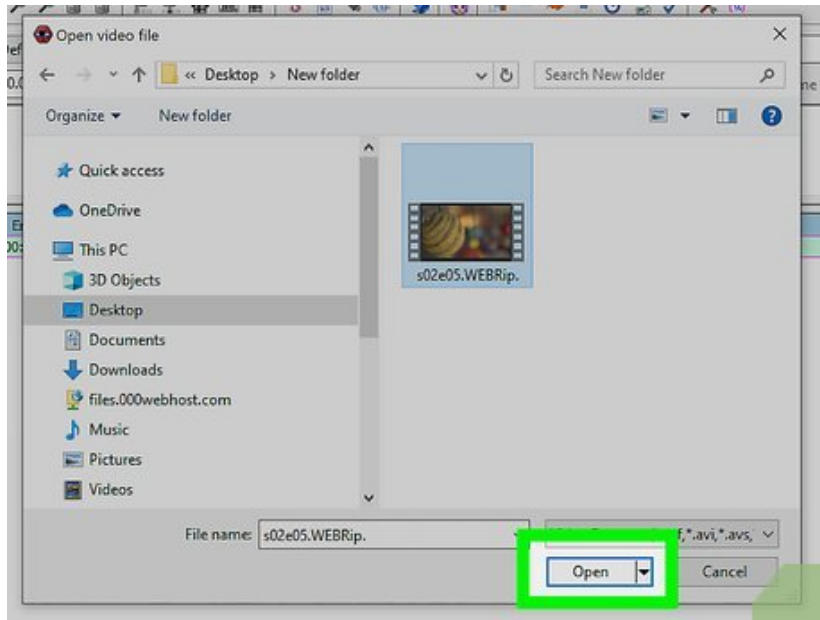 Open video file
« Desktop > New folder
Search New folder
Organize
New folder
Quick access
OneDrive
This PC
3D Objects
Desktop
Documents
Downloads
files.000webhost.com
Music
Pictures
Videos
s02e05.WEBRip.
File name: s02e05.WEBRip.
f,*.avi,*.avs,
Open
Cancel